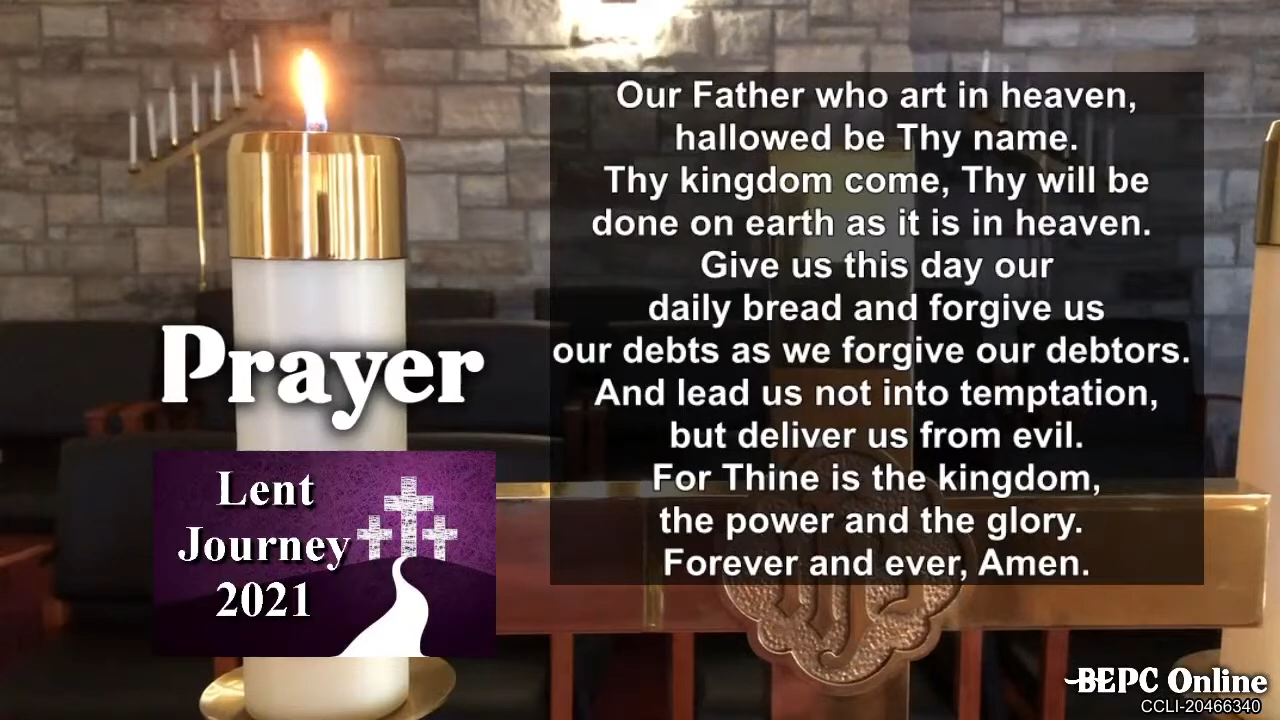 Prayer
Lent
Journey
2021
Our Father who art in heaven,
hallowed be Thy name.
Thy kingdom come, Thy will be
done on earth as it is in heaven.
Give us this day our
daily bread and forgive us
our debts as we forgive our debtors.
And lead us not into temptation,
but deliver us from evil.
For Thine is the kingdom,
the power and the glory.
Forever and ever, Amen.
BEPC Online
CCLI-20466340